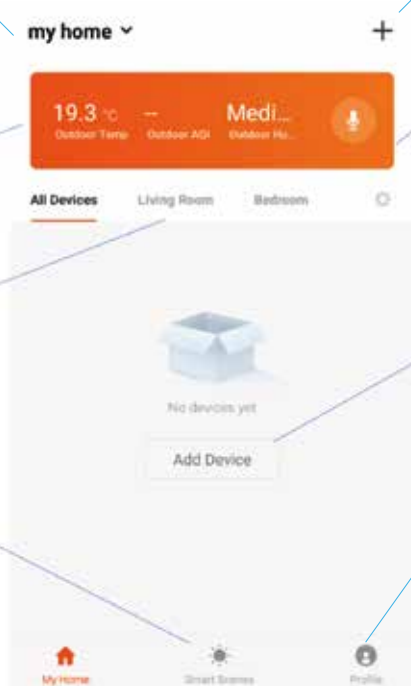 my home
+
19.3 °C -- Medi...
Outdoor Temp Outdoor AQI Outdoor Hu...
All Devices Living Room Bedroom
No devices yet
Add Device
My Home Smart Scenes Profile